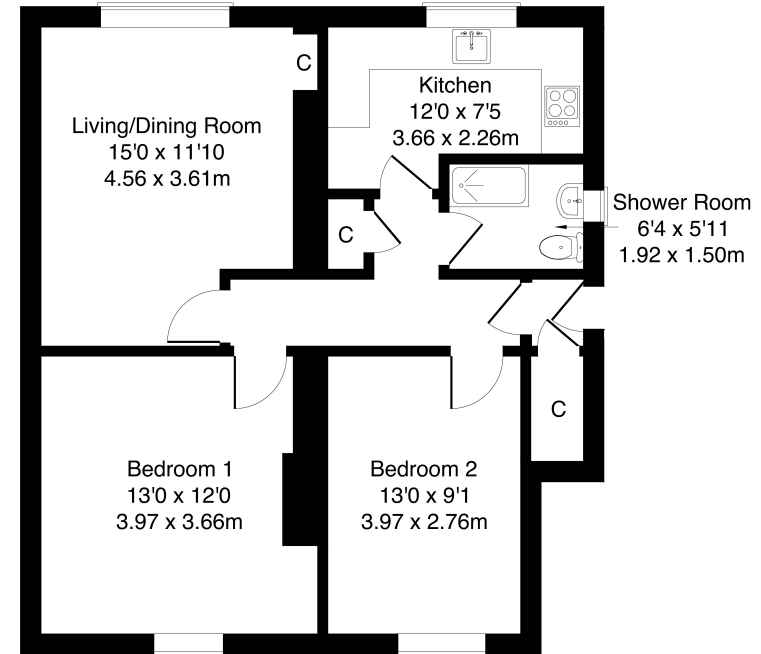 C
Kitchen
12'0 x 7'5
3.66 x 2.26m
Living/Dining Room
15'0 x 11'10
4.56 x 3.61m
C
Shower Room
6'4 x 5'11
1.92 x 1.50m
C
Bedroom 1
13'0 x 12'0
3.97 x 3.66m
Bedroom 2
13'0 x 9'1
3.97 x 2.76m